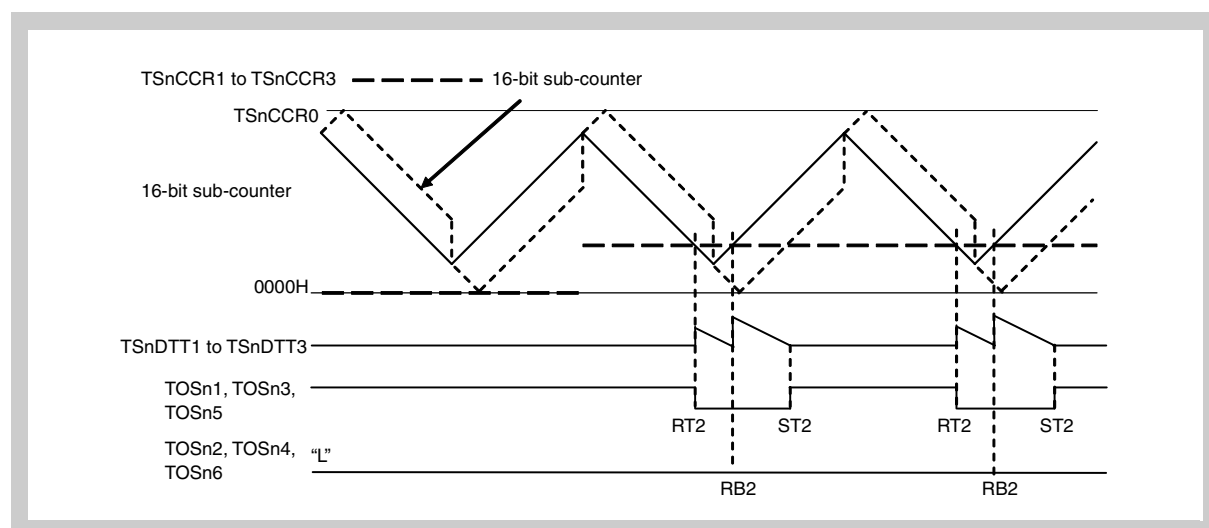 TSnCCR1 to TSnCCR3
16-bit sub-counter
TSnCCR0
16-bit sub-counter
0000H
TSnDTT1 to TSnDTT3
TOSn1, TOSn3,
TOSn5
RT2
ST2
RT2
ST2
TOSn2, TOSn4,
TOSn6
“L”
RB2
RB2